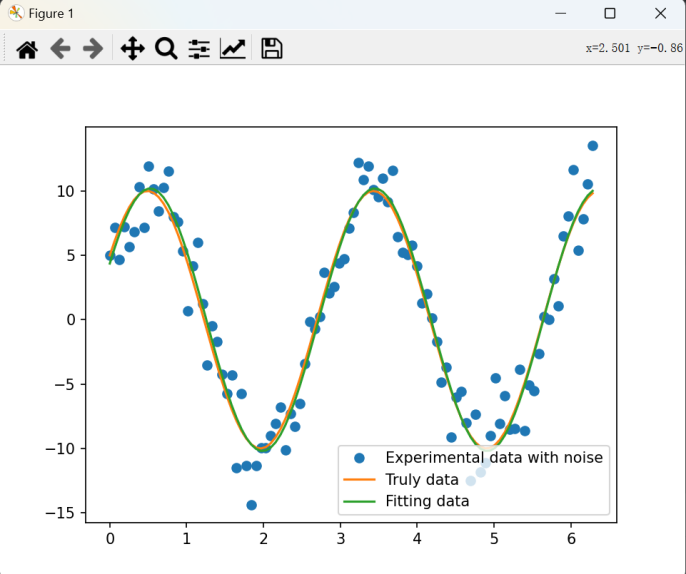 Figure 1
x=2.501 y=−0.86
10
5
0
−5
−10
−15
0 1 2 3 4 5 6
Experimental data with noise
Truly data
Fitting data